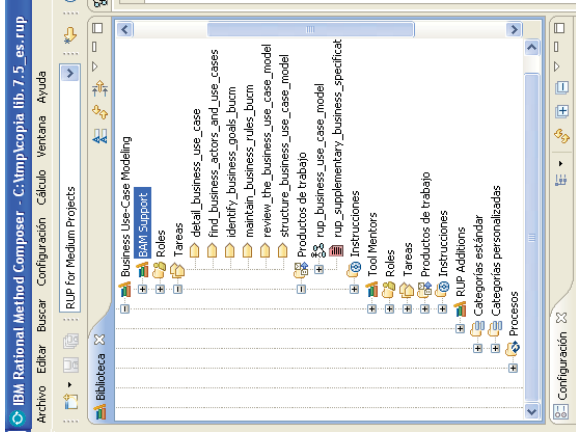 IBM Rational Method Composer - C:\tmp\copia lib.7.5_es.rup
Archivo Editar Buscar Configuración Cálculo Ventana Ayuda
RUP for Medium Projects
Biblioteca
Business Use-Case Modeling
BAM Support
Roles
Tareas
detail_business_use_case
find_business_actors_and_use_cases
identify_business_goals_bucm
maintain_business_rules_bucm
review_the_business_use_case_model
structure_business_use_case_model
Productos de trabajo
rup_business_use_case_model
rup_supplementary_business_specificat
Instrucciones
Tool Mentors
Roles
Tareas
Productos de trabajo
Instrucciones
RUP Additions
Categorías estándar
Categorías personalizadas
Procesos
Configuración